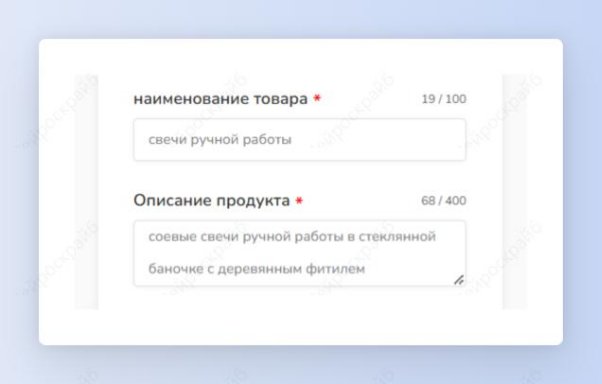 наименование товара *
19 / 100
свечи ручной работы
Описание продукта *
68 / 400
соевые свечи ручной работы в стеклянной
баночке с деревянным фитилем